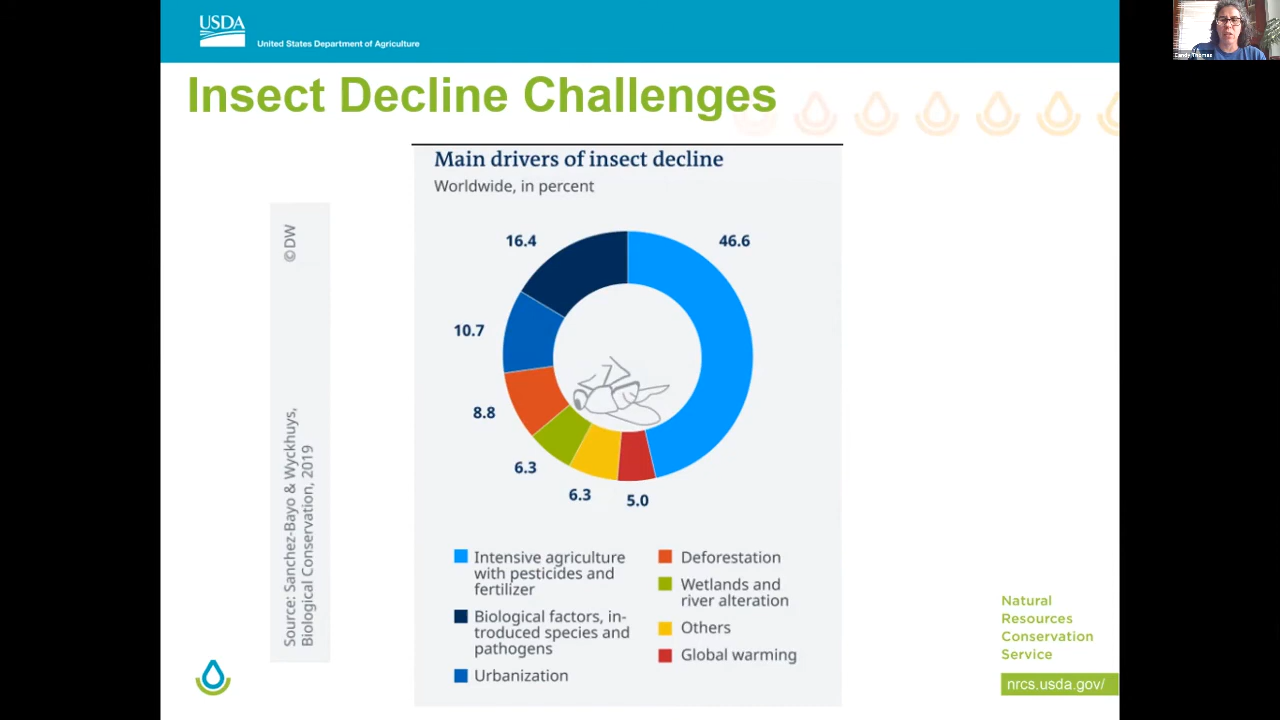 USDA
United States Department of Agriculture
Candy Thomas
Insect Decline Challenges
Main drivers of insect decline
Worldwide, in percent
16.4
46.6
10.7
8.8
6.3
6.3
5.0
©DW
Source: Sanchez-Bayo & Wyckhuys,
Biological Conservation, 2019
Intensive agriculture
with pesticides and
fertilizer
Biological factors, in-
troduced species and
pathogens
Urbanization
Deforestation
Wetlands and
river alteration
Others
Global warming
Natural
Resources
Conservation
Service
nrcs.usda.gov/